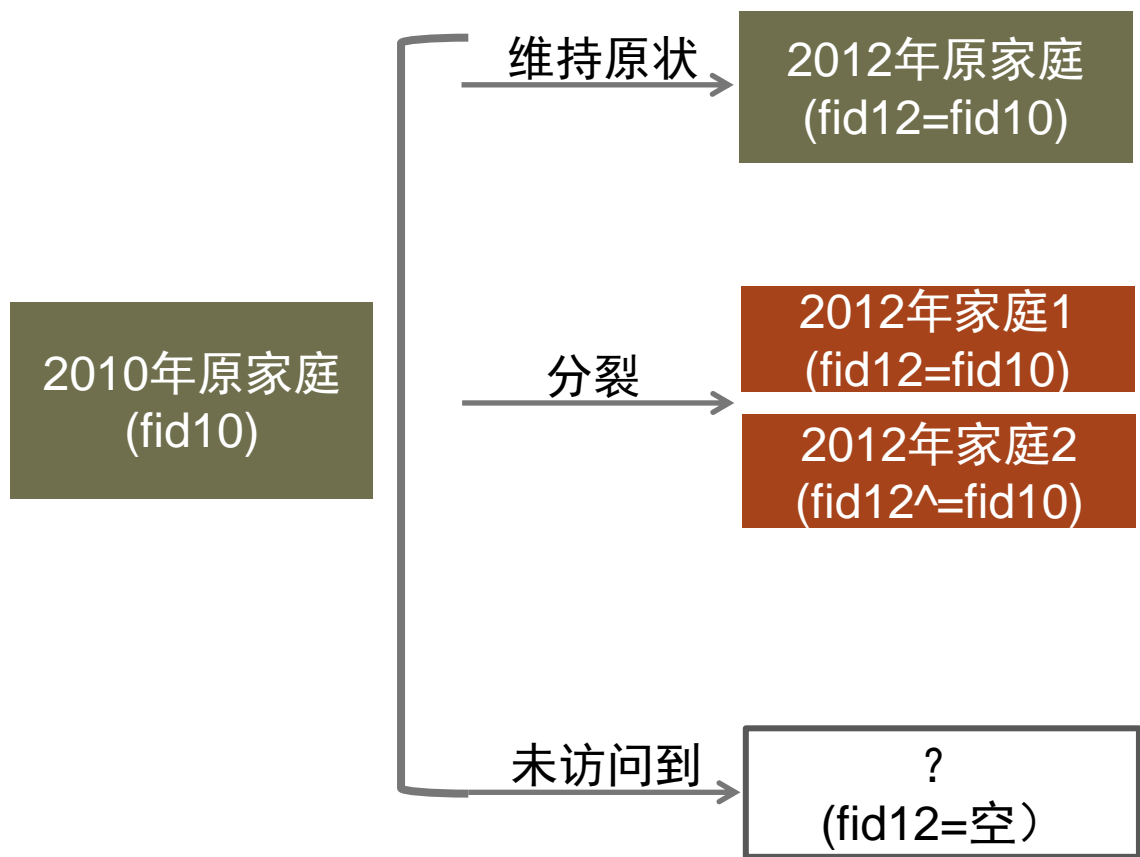 维持原状
2012年原家庭
(fid12=fid10)
2010年原家庭
(fid10)
分裂
2012年家庭1
(fid12=fid10)
2012年家庭2
(fid12^=fid10)
未访问到
?
(fid12=空）